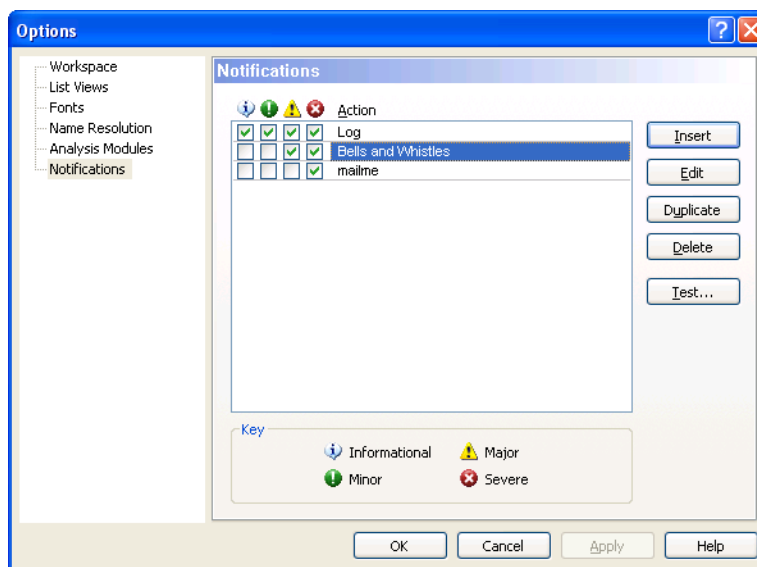 Options
Workspace
List Views
Fonts
Name Resolution
Analysis Modules
Notifications
Notifications
Action
Log
Bells and Whistles
mailme
Insert
Edit
Duplicate
Delete
Test...
Key
Informational
Major
Minor
Severe
OK
Cancel
Apply
Help